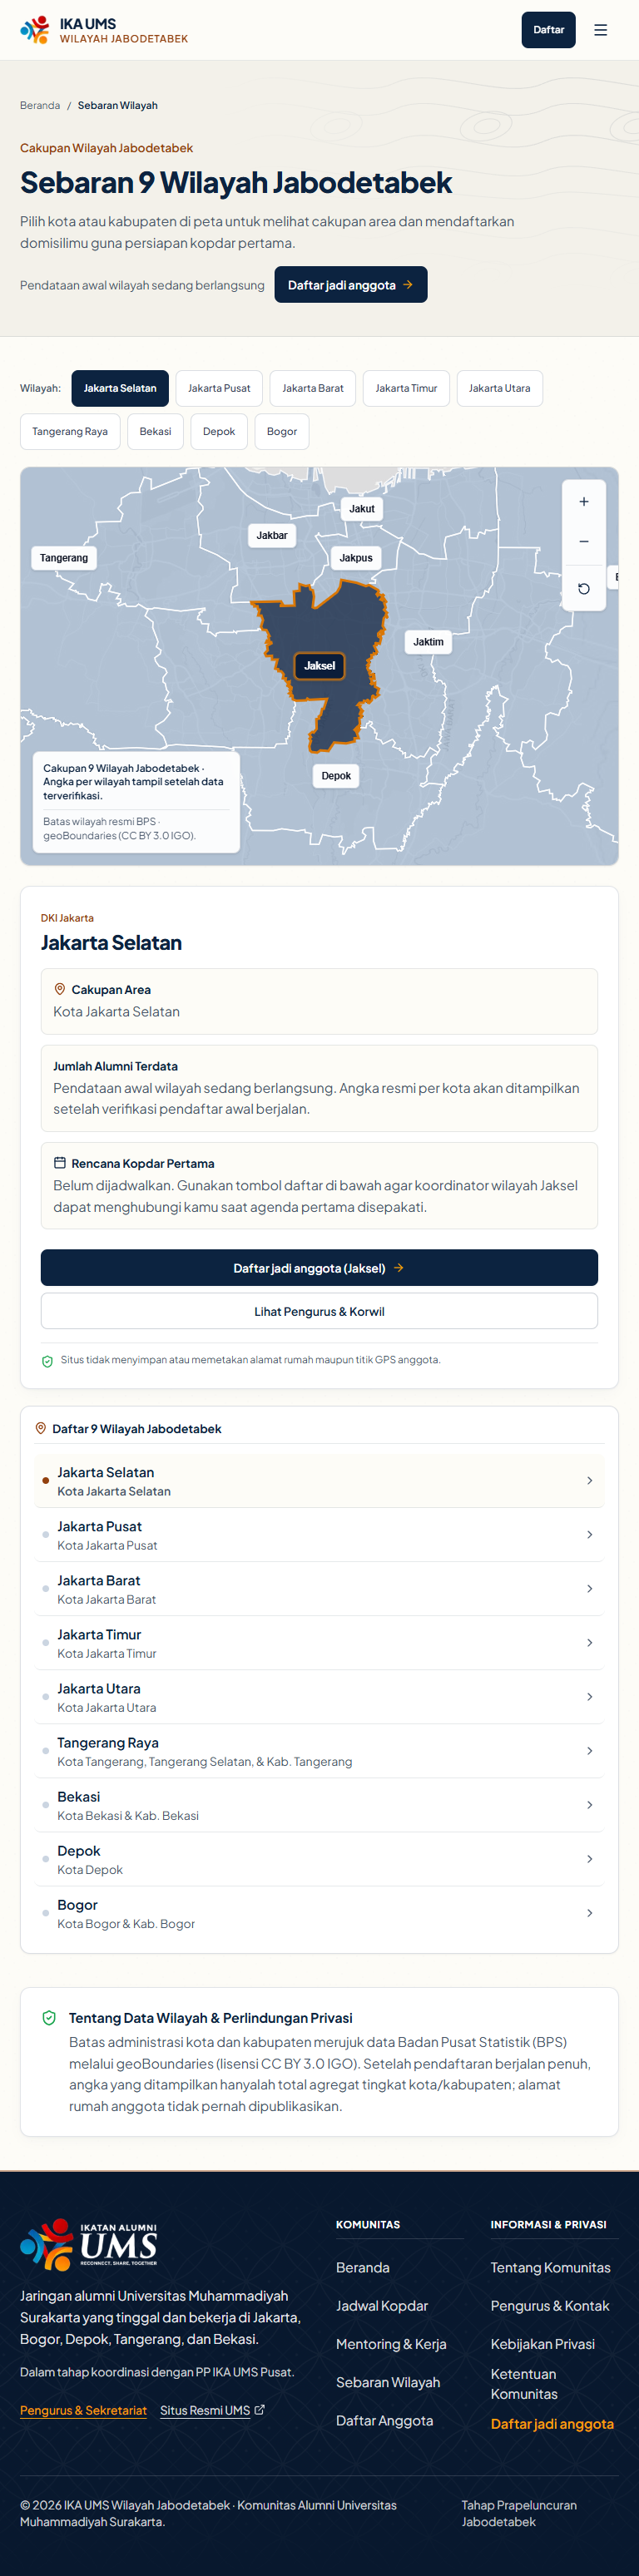 IKA UMS
WILAYAH JABODETABEK
Daftar
Beranda / Sebaran Wilayah
Cakupan Wilayah Jabodetabek
Sebaran 9 Wilayah Jabodetabek
Pilih kota atau kabupaten di peta untuk melihat cakupan area dan mendaftarkan
domisilimu guna persiapan kopdar pertama.
Pendataan awal wilayah sedang berlangsung
Daftar jadi anggota →
Wilayah:
Jakarta Selatan
Jakarta Pusat
Jakarta Barat
Jakarta Timur
Jakarta Utara
Tangerang Raya
Bekasi
Depok
Bogor
Jakut
Jakbar
Tangerang
Jakpus
Jaktim
Jaksel
Depok
+
−
Cakupan 9 Wilayah Jabodetabek ·
Angka per wilayah tampil setelah data
terverifikasi.
Batas wilayah resmi BPS ·
geoBoundaries (CC BY 3.0 IGO).
DKI Jakarta
Jakarta Selatan
Cakupan Area
Kota Jakarta Selatan
Jumlah Alumni Terdata
Pendataan awal wilayah sedang berlangsung. Angka resmi per kota akan ditampilkan
setelah verifikasi pendaftar awal berjalan.
Rencana Kopdar Pertama
Belum dijadwalkan. Gunakan tombol daftar di bawah agar koordinator wilayah Jaksel
dapat menghubungi kamu saat agenda pertama disepakati.
Daftar jadi anggota (Jaksel) →
Lihat Pengurus & Korwil
Situs tidak menyimpan atau memetakan alamat rumah maupun titik GPS anggota.
Daftar 9 Wilayah Jabodetabek
Jakarta Selatan
Kota Jakarta Selatan
Jakarta Pusat
Kota Jakarta Pusat
Jakarta Barat
Kota Jakarta Barat
Jakarta Timur
Kota Jakarta Timur
Jakarta Utara
Kota Jakarta Utara
Tangerang Raya
Kota Tangerang, Tangerang Selatan, & Kab. Tangerang
Bekasi
Kota Bekasi & Kab. Bekasi
Depok
Kota Depok
Bogor
Kota Bogor & Kab. Bogor
Tentang Data Wilayah & Perlindungan Privasi
Batas administrasi kota dan kabupaten merujuk data Badan Pusat Statistik (BPS)
melalui geoBoundaries (lisensi CC BY 3.0 IGO). Setelah pendaftaran berjalan penuh,
angka yang ditampilkan hanyalah total agregat tingkat kota/kabupaten; alamat
rumah anggota tidak pernah dipublikasikan.
IKATAN ALUMNI
UMS
RECONNECT. SHARE. TOGETHER
Jaringan alumni Universitas Muhammadiyah
Surakarta yang tinggal dan bekerja di Jakarta,
Bogor, Depok, Tangerang, dan Bekasi.
Dalam tahap koordinasi dengan PP IKA UMS Pusat.
Pengurus & Sekretariat
Situs Resmi UMS
KOMUNITAS
Beranda
Jadwal Kopdar
Mentoring & Kerja
Sebaran Wilayah
Daftar Anggota
INFORMASI & PRIVASI
Tentang Komunitas
Pengurus & Kontak
Kebijakan Privasi
Ketentuan
Komunitas
Daftar jadi anggota
© 2026 IKA UMS Wilayah Jabodetabek · Komunitas Alumni Universitas
Muhammadiyah Surakarta.
Tahap Prapeluncuran
Jabodetabek